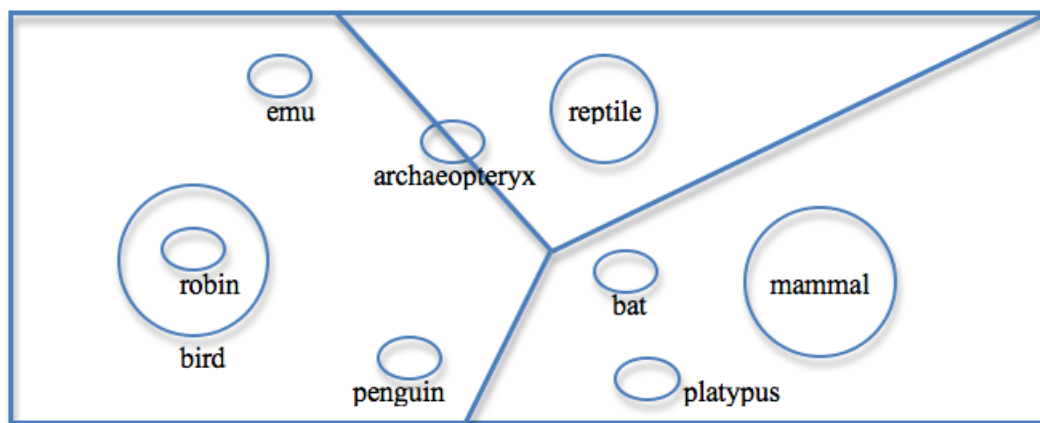 emu
reptile
archaeopteryx
robin
mammal
bat
bird
penguin
platypus